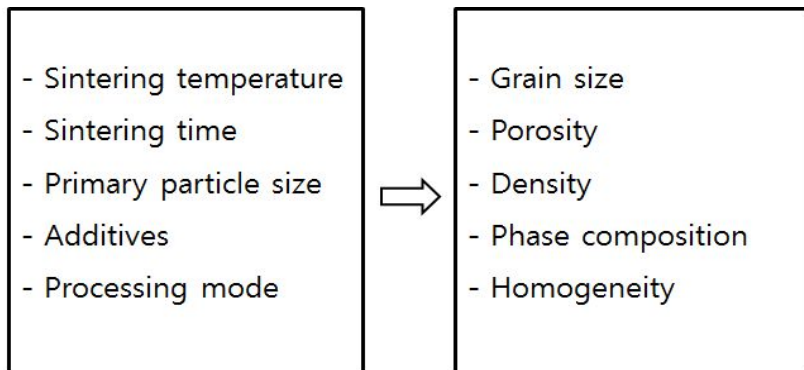 - Sintering temperature
- Sintering time
- Primary particle size
- Additives
- Processing mode
- Grain size
- Porosity
- Density
- Phase composition
- Homogeneity